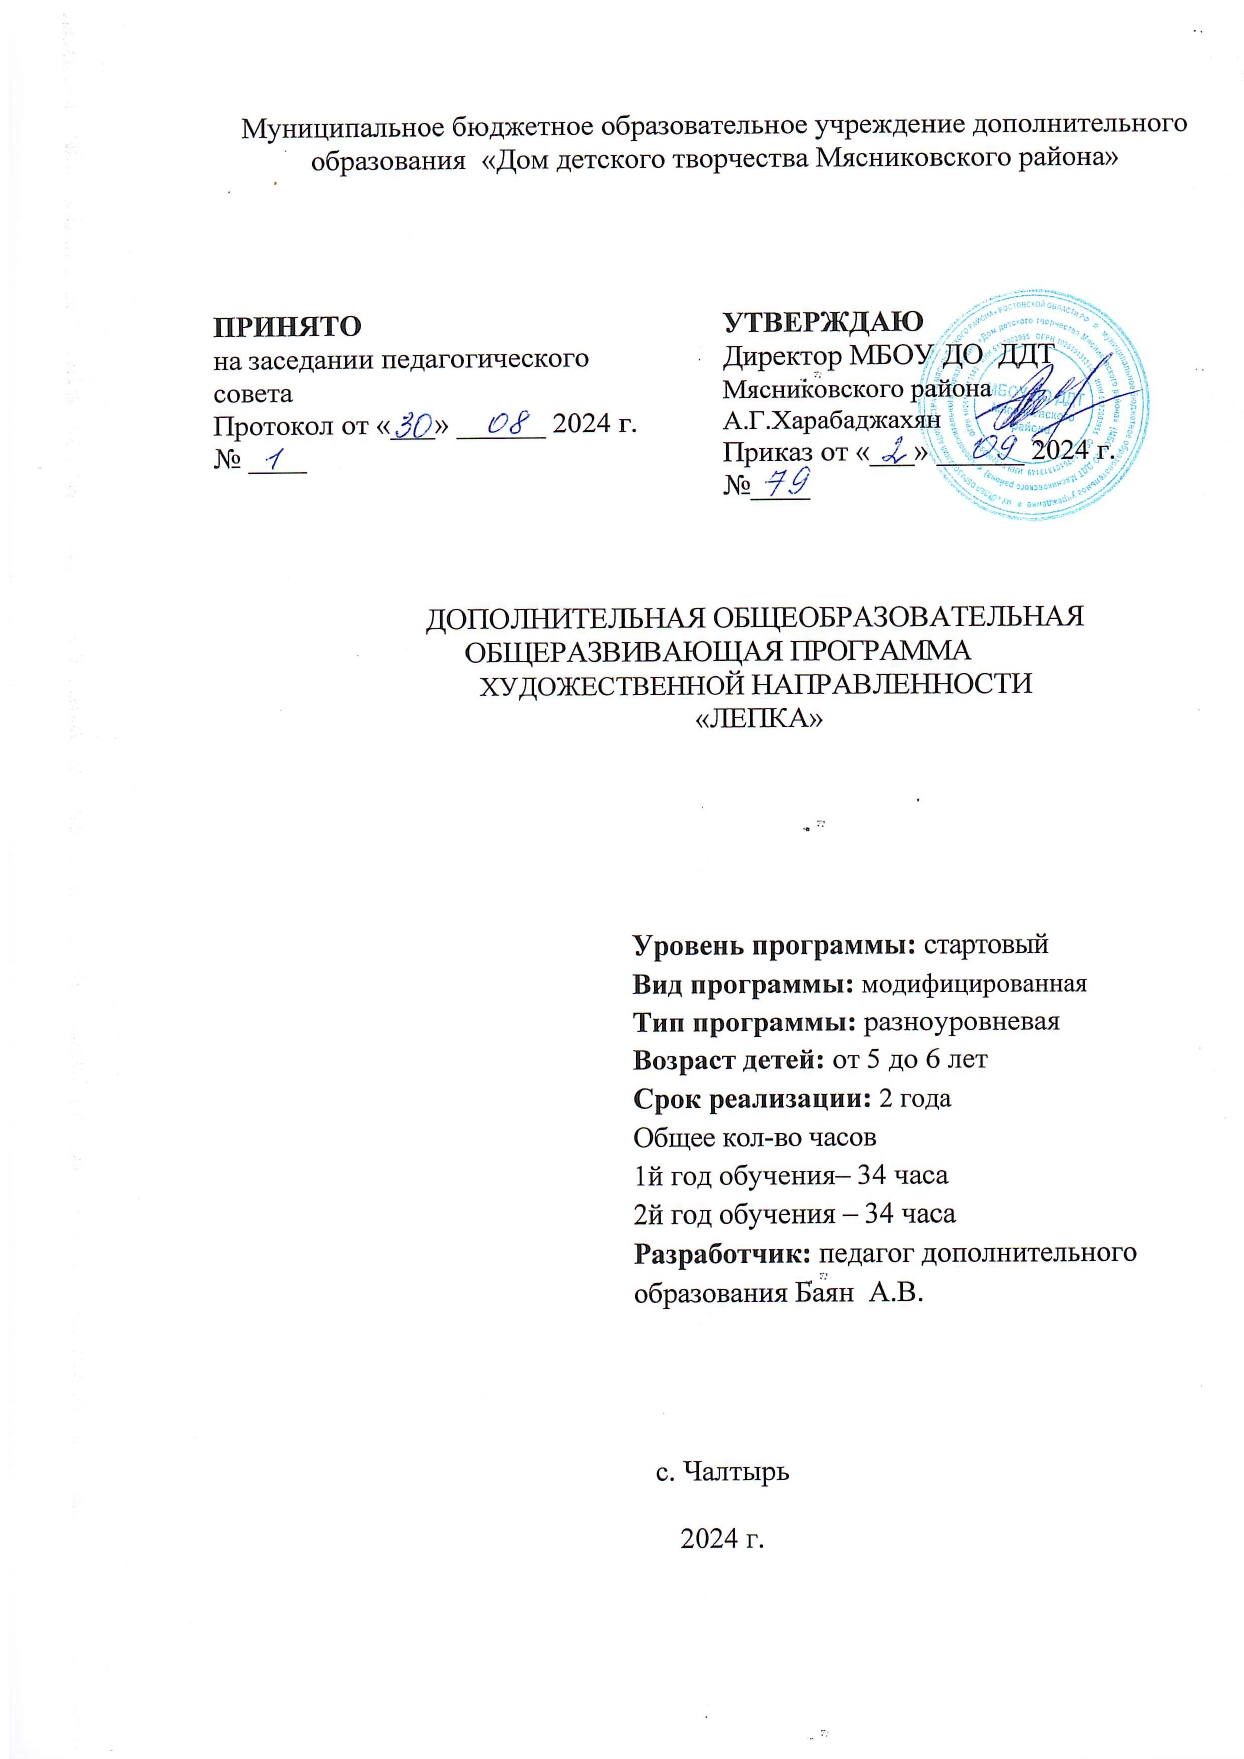 Муниципальное бюджетное образовательное учреждение дополнительного
образования «Дом детского творчества Мясниковского района»
ПРИНЯТО
на заседании педагогического
совета
Протокол от «30» 08 2024 г.
№ 1
УТВЕРЖДАЮ
Директор МБОУ ДО ДДТ
Мясниковского района
А.Г.Харабаджахян
Приказ от «2» 09 2024 г.
№ 79
ДОПОЛНИТЕЛЬНАЯ ОБЩЕОБРАЗОВАТЕЛЬНАЯ
ОБЩЕРАЗВИВАЮЩАЯ ПРОГРАММА
ХУДОЖЕСТВЕННОЙ НАПРАВЛЕННОСТИ
«ЛЕПКА»
Уровень программы: стартовый
Вид программы: модифицированная
Тип программы: разноуровневая
Возраст детей: от 5 до 6 лет
Срок реализации: 2 года
Общее кол-во часов
1й год обучения– 34 часа
2й год обучения – 34 часа
Разработчик: педагог дополнительного
образования Баян А.В.
с. Чалтырь
2024 г.